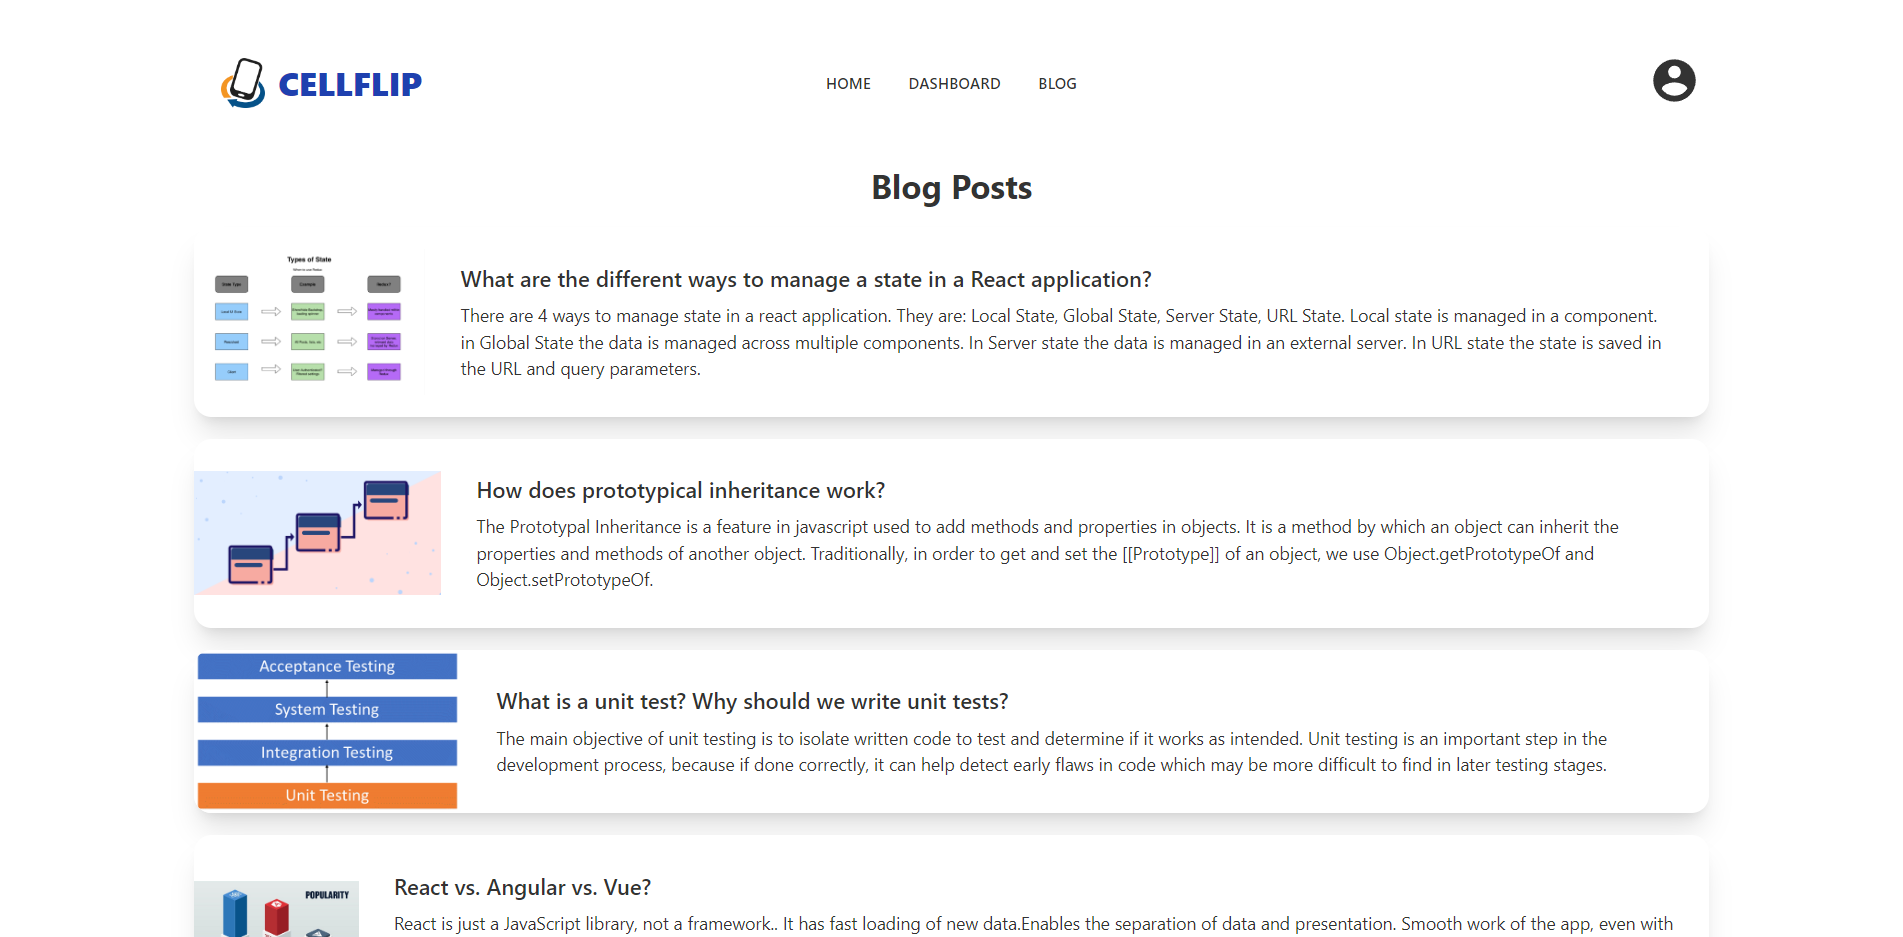 CELLFLIP
HOME DASHBOARD BLOG
Blog Posts
Types of State
When to use Redux
State Type Example Redux?
Local UI State
User
What are the different ways to manage a state in a React application?
There are 4 ways to manage state in a react application. They are: Local State, Global State, Server State, URL State. Local state is managed in a component.
in Global State the data is managed across multiple components. In Server state the data is managed in an external server. In URL state the state is saved in
the URL and query parameters.
How does prototypical inheritance work?
The Prototypal Inheritance is a feature in javascript used to add methods and properties in objects. It is a method by which an object can inherit the
properties and methods of another object. Traditionally, in order to get and set the [[Prototype]] of an object, we use Object.getPrototypeOf and
Object.setPrototypeOf.
Acceptance Testing
System Testing
Integration Testing
Unit Testing
What is a unit test? Why should we write unit tests?
The main objective of unit testing is to isolate written code to test and determine if it works as intended. Unit testing is an important step in the
development process, because if done correctly, it can help detect early flaws in code which may be more difficult to find in later testing stages.
POPULARITY
React vs. Angular vs. Vue?
React is just a JavaScript library, not a framework.. It has fast loading of new data.Enables the separation of data and presentation. Smooth work of the app, even with